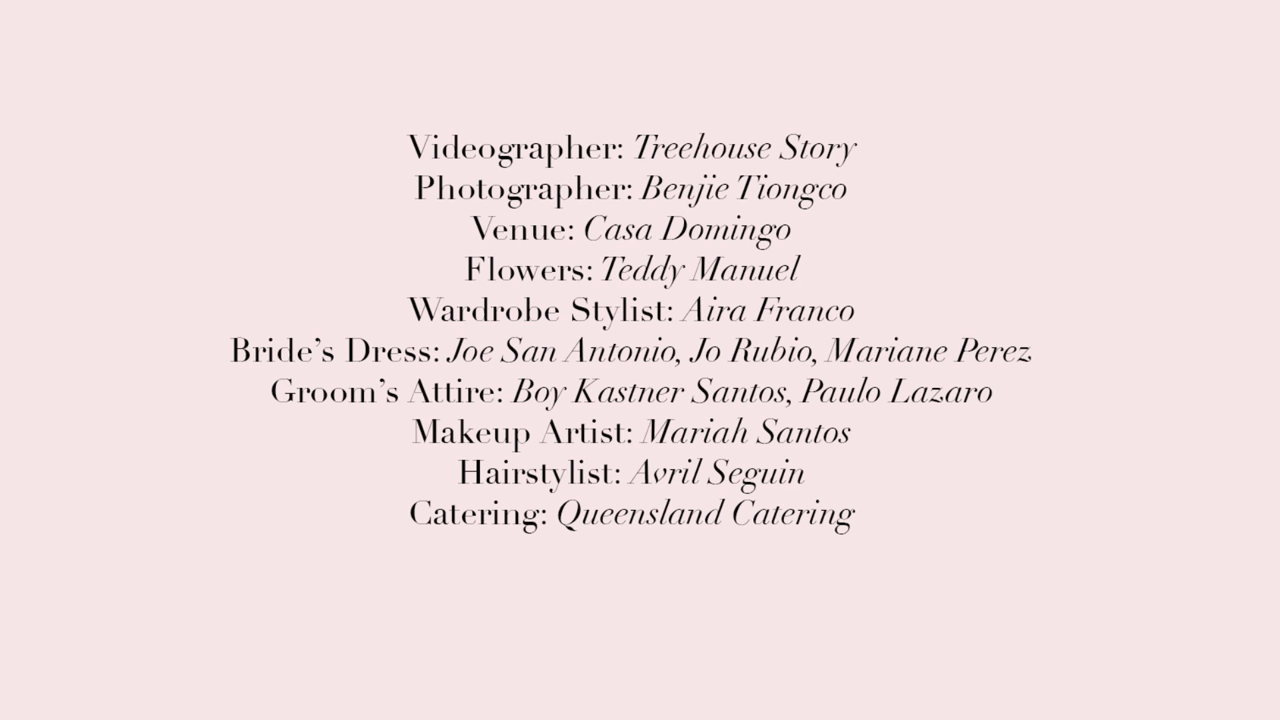 Videographer: Treehouse Story
Photographer: Benjie Tiongco
Venue: Casa Domingo
Flowers: Teddy Manuel
Wardrobe Stylist: Aira Franco
Bride’s Dress: Joe San Antonio, Jo Rubio, Mariane Perez
Groom’s Attire: Boy Kastner Santos, Paulo Lazaro
Makeup Artist: Mariah Santos
Hairstylist: Avril Seguin
Catering: Queensland Catering